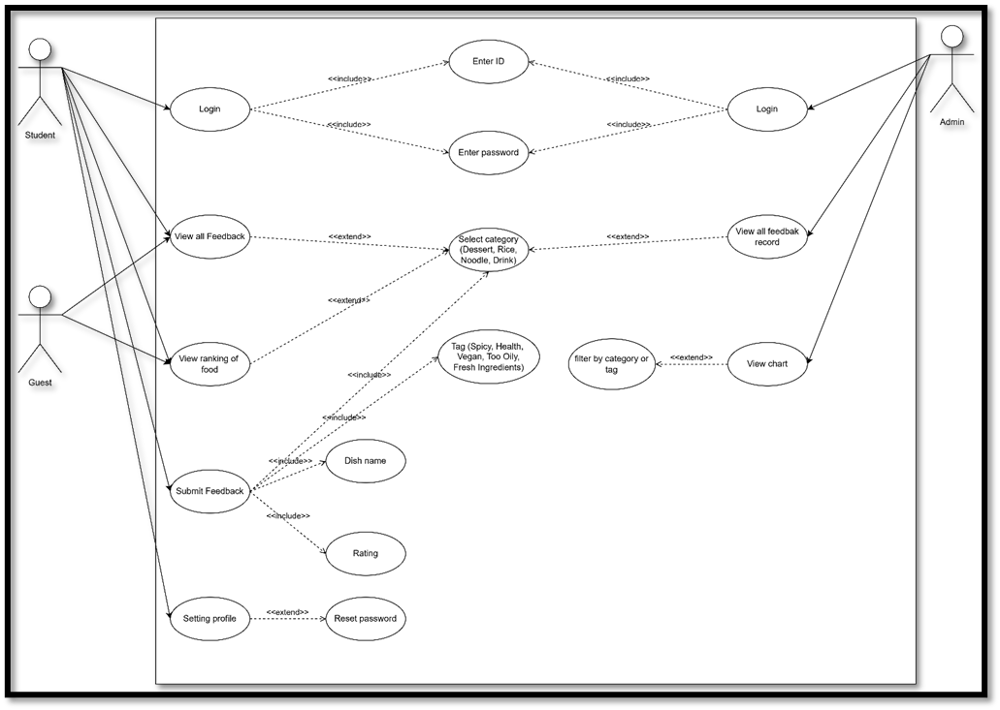 Enter ID
<<include>>
<<include>>
Login
Login
Student
Admin
<<include>>
<<include>>
Enter password
View all Feedback
<<extend>>
Select category
(Dessert, Rice,
Noodle, Drink)
<<extend>>
View all feedbak
record
<<extend>>
Guest
View ranking of
food
Tag (Spicy, Health,
Vegan, Too Oily,
Fresh Ingredients)
filter by category or
tag
<<extend>>
View chart
<<include>>
<<include>>
<<include>>
Dish name
Submit Feedback
<<include>>
Rating
Setting profile
<<extend>>
Reset password